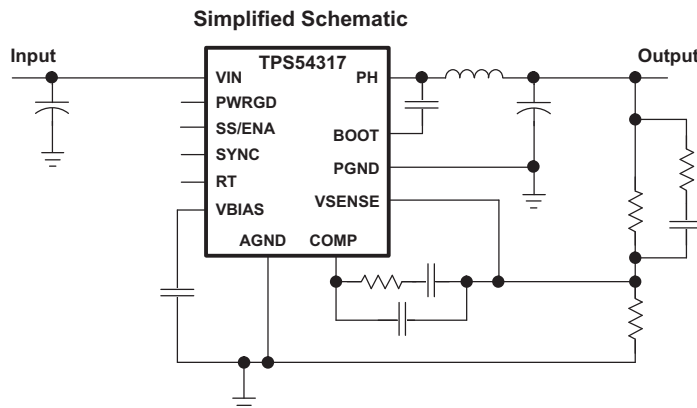 Simplified Schematic
Input
Output
TPS54317
VIN
PH
PWRGD
SS/ENA
BOOT
SYNC
PGND
RT
VSENSE
VBIAS
AGND
COMP